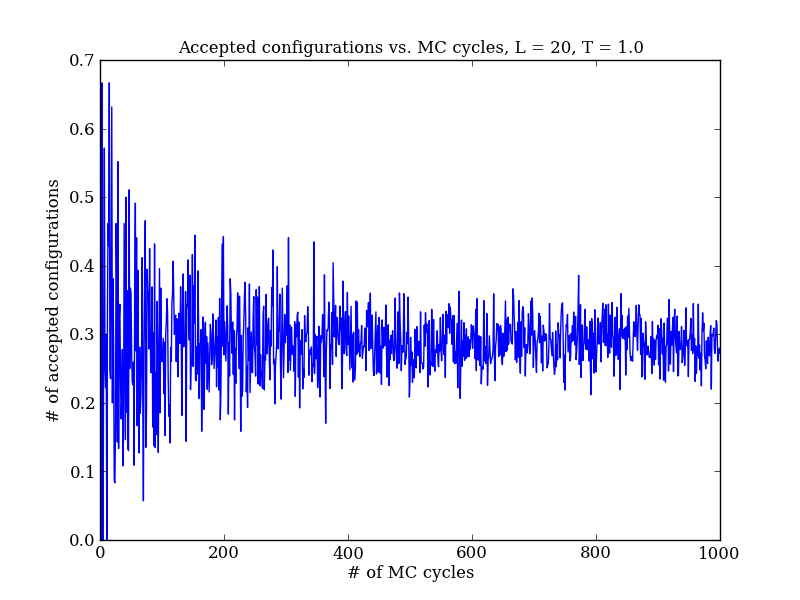 Accepted configurations vs. MC cycles, L = 20, T = 1.0
0.7
0.6
0.5
0.4
0.3
0.2
0.1
0.0
# of accepted configurations
0 200 400 600 800 1000
# of MC cycles